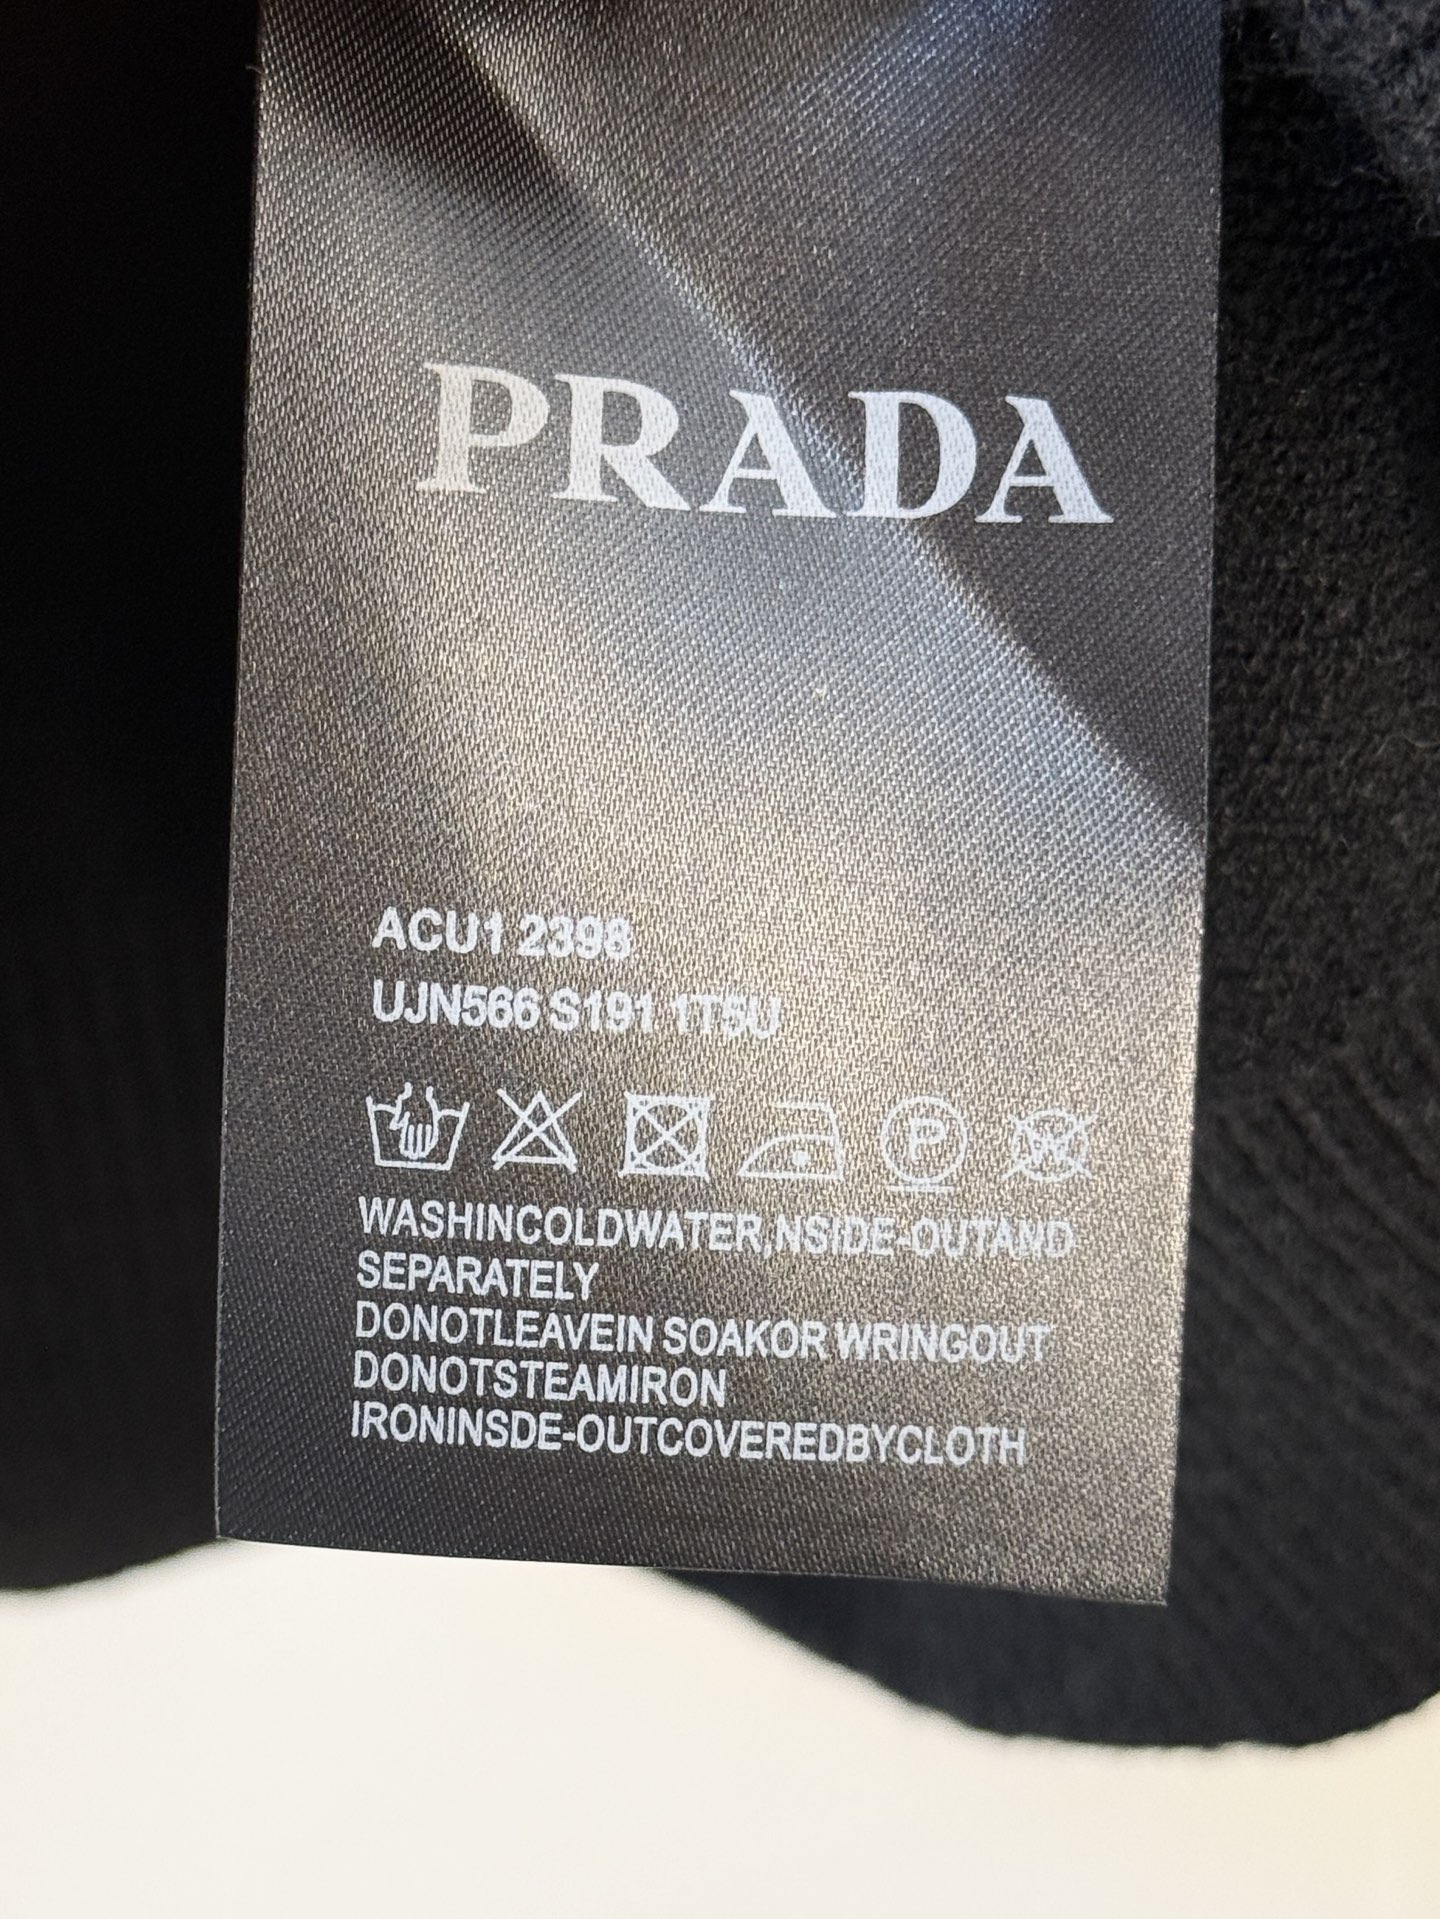 PRADA
ACU1 2398
UJN566 S191 1T5U
P
W
WASHINCOLDWATER,NSIDE-OUTAND
SEPARATELY
DONOTLEAVEIN SOAKOR WRINGOUT
DONOTSTEAMIRON
IRONINSDE-OUTCOVEREDBYCLOTH